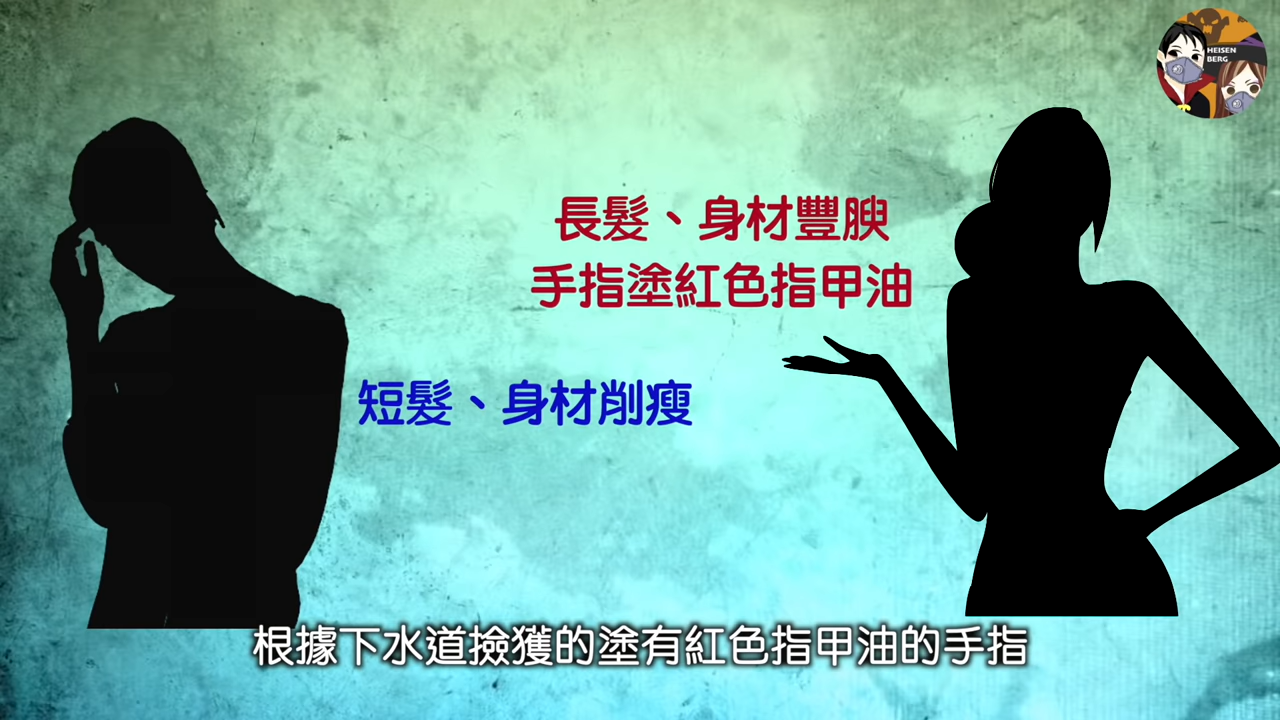 HEISEN
BERG
長髮、身材豐腴
手指塗紅色指甲油
短髮、身材削瘦
根據下水道撿獲的塗有紅色指甲油的手指